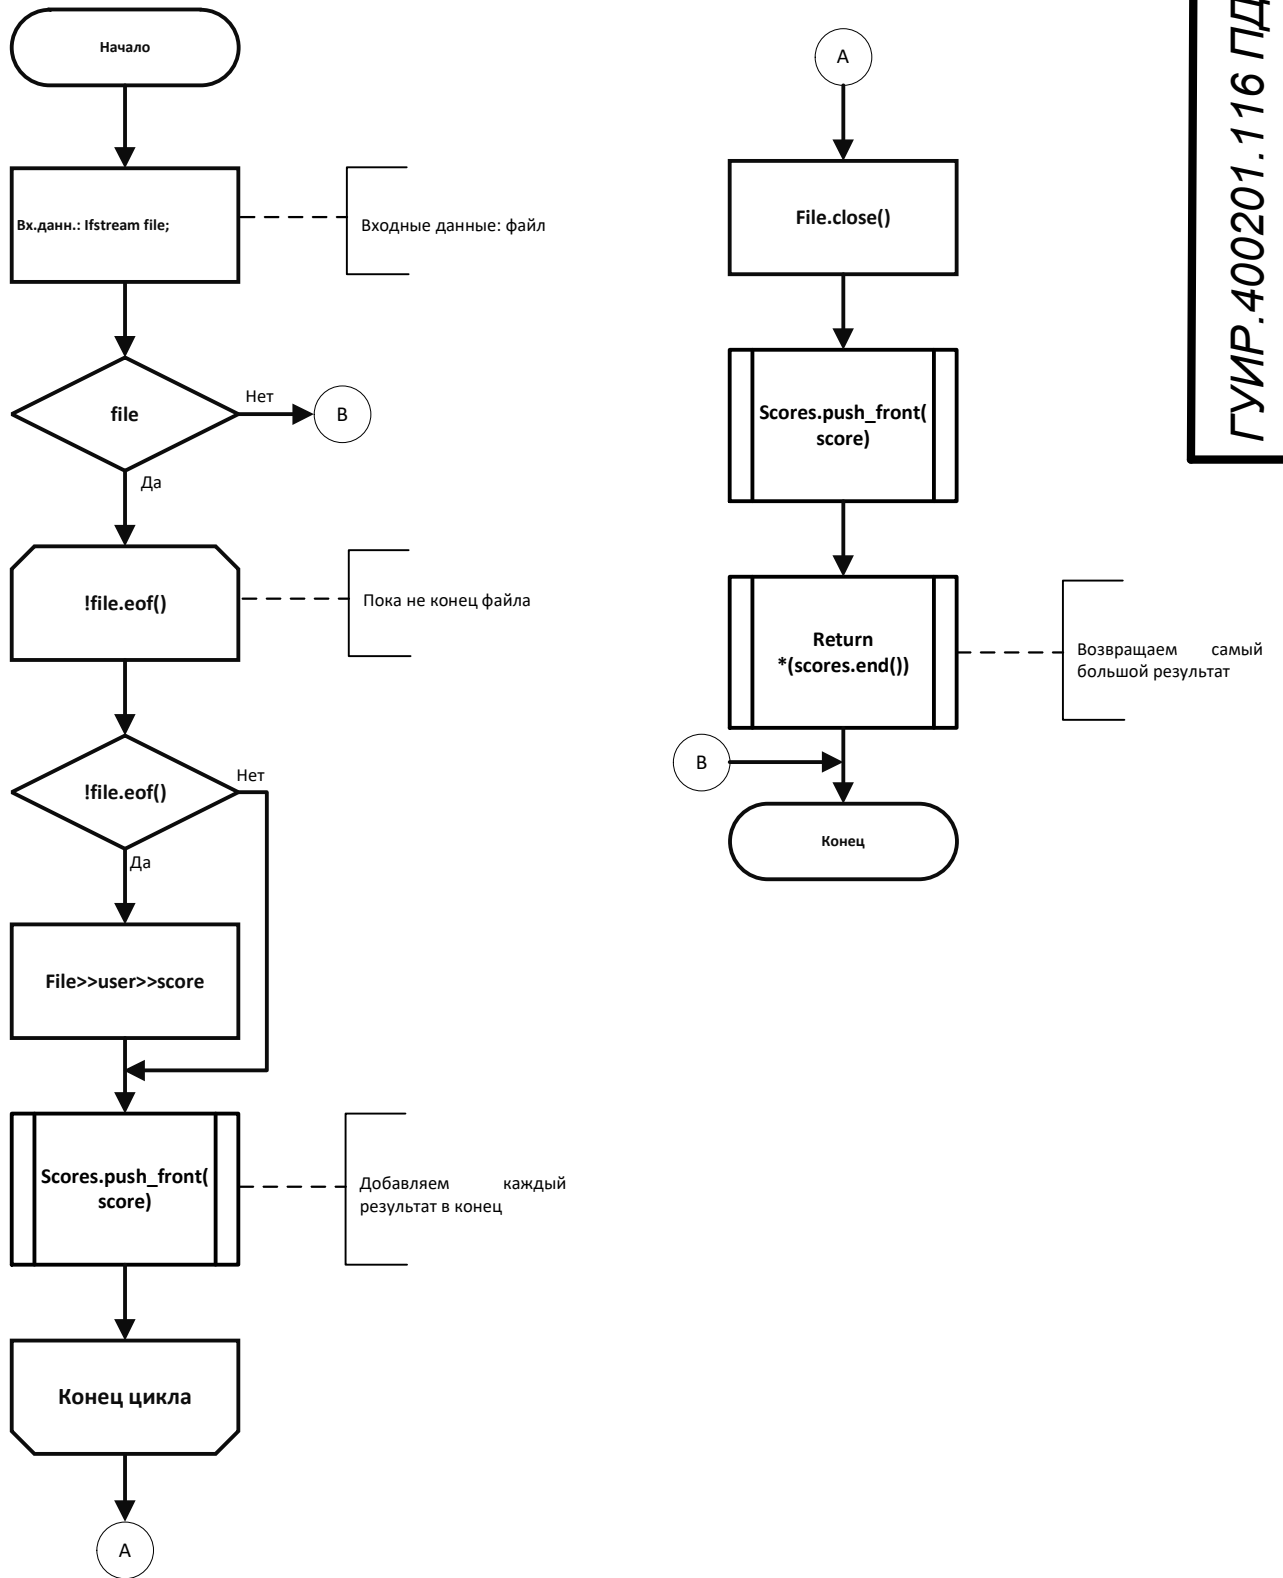 Начало
Вх.данн.: Ifstream file;
Входные данные: файл
file
Нет
B
Да
!file.eof()
Пока не конец файла
!file.eof()
Нет
Да
File>>user>>score
Scores.push_front(
score)
Добавляем каждый
результат в конец
Конец цикла
A
A
File.close()
Scores.push_front(
score)
Return
*(scores.end())
Возвращаем самый
большой результат
B
Конец
ГУИР.400201.116 ПД